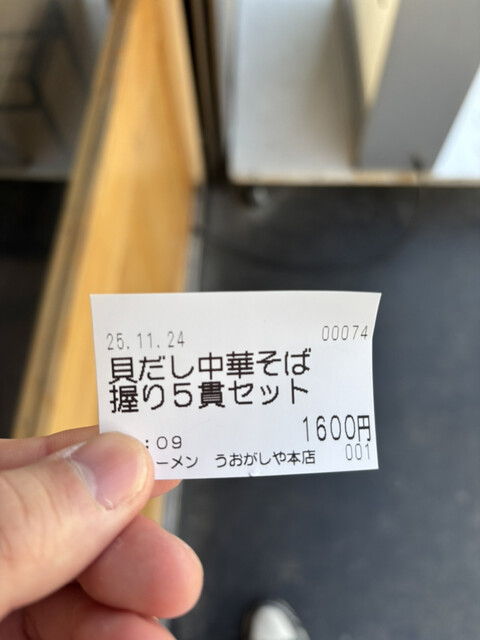 25.11.24 00074
貝だし中華そば
握り５貫セット
1600円
:09
ーメン うおがしや本店 001